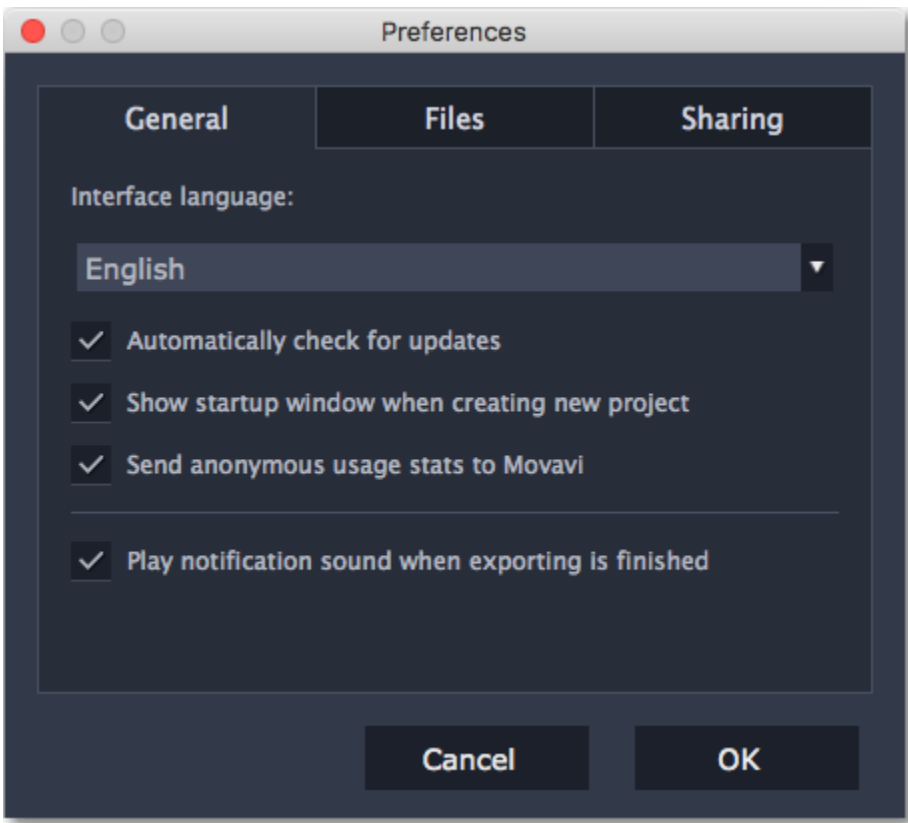 Preferences
General
Files
Sharing
Interface language:
English
Automatically check for updates
Show startup window when creating new project
Send anonymous usage stats to Movavi
Play notification sound when exporting is finished
Cancel
OK